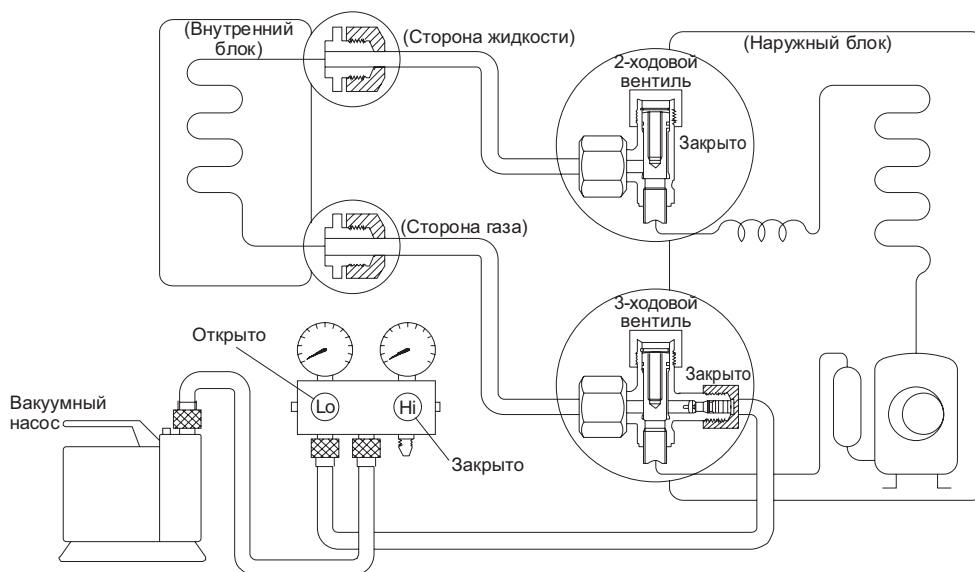 (Внутренний
блок)
(Сторона жидкости)
(Наружный блок)
2-ходовой
вентиль
Закрыто
(Сторона газа)
3-ходовой
вентиль
Закрыто
Открыто
Lo
Hi
Закрыто
Вакуумный
насос